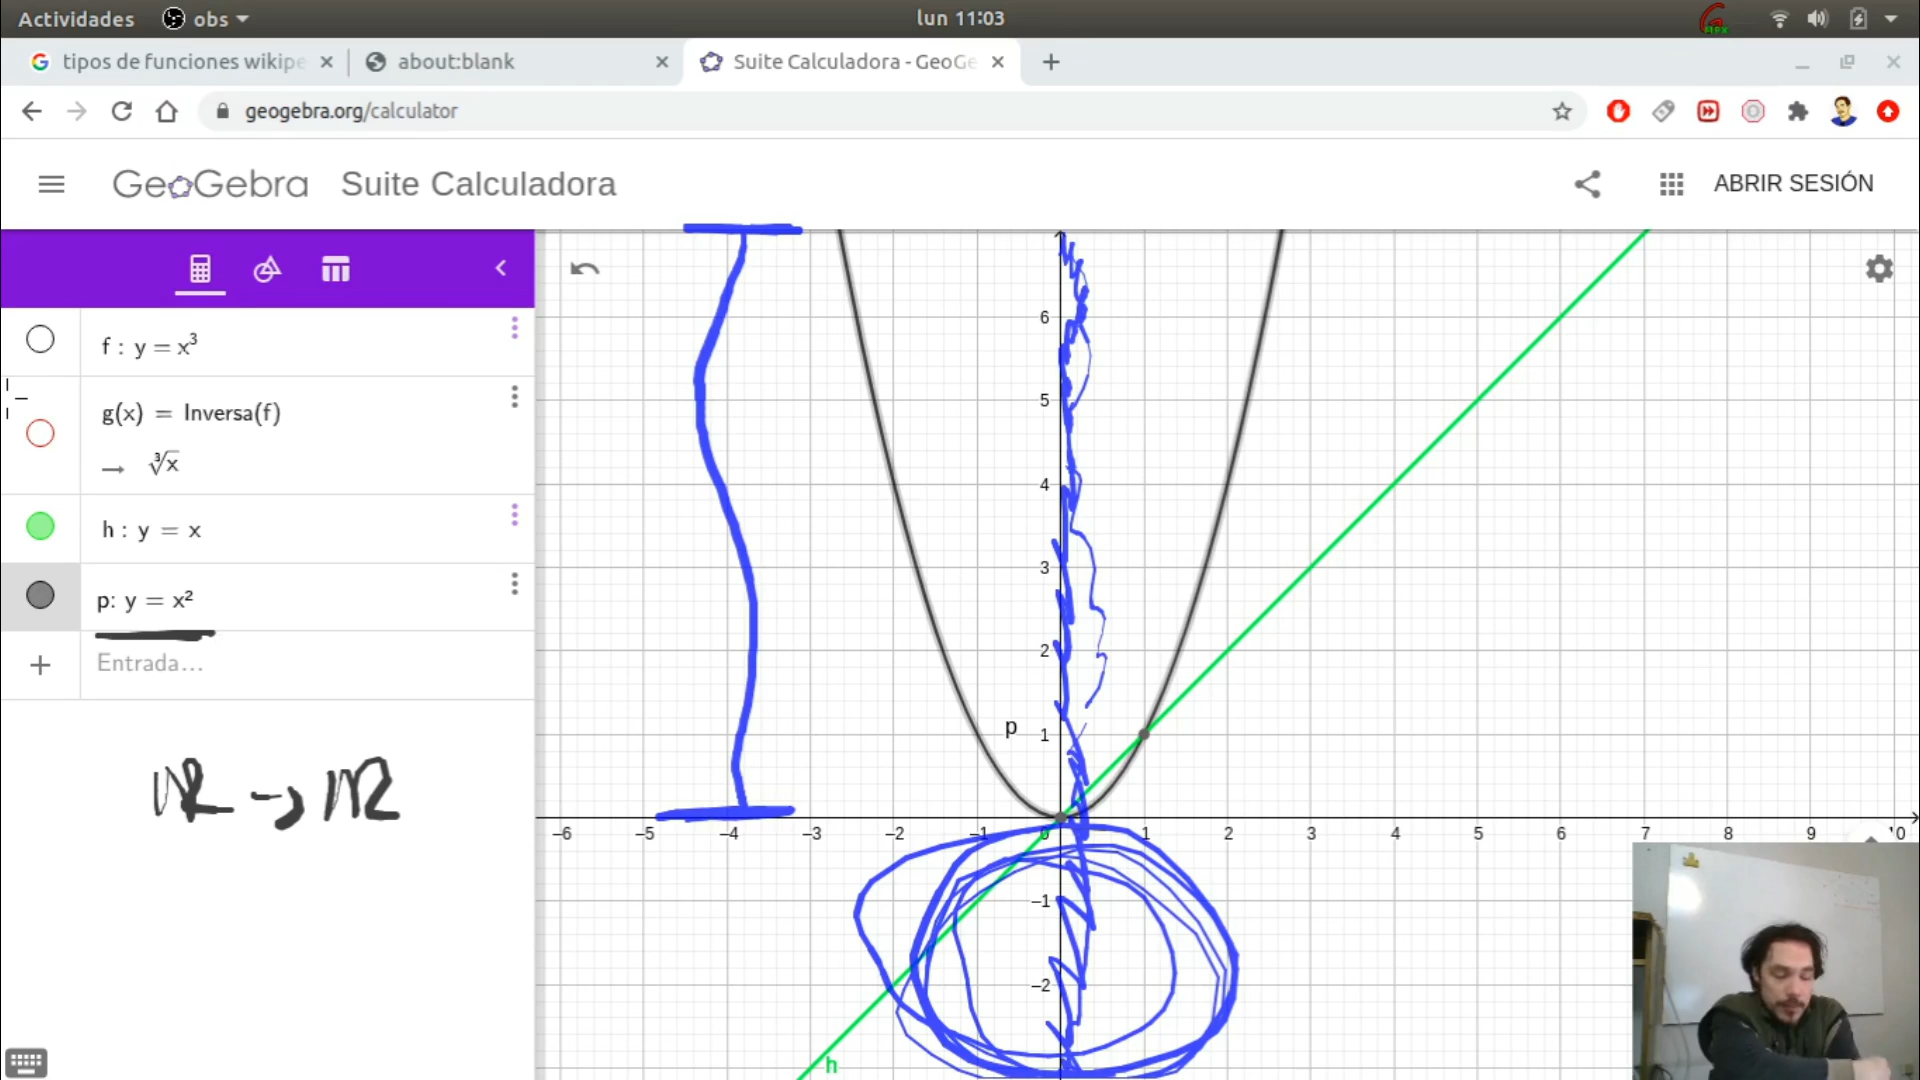 Actividades obs lun 11:03
tipos de funciones wikipe about:blank Suite Calculadora - GeoGe
geogebra.org/calculator
GeoGebra Suite Calculadora ABRIR SESIÓN
f : y = x³
g(x) = Inversa(f)
→ ∛x
h : y = x
p: y = x²
Entrada...
ℝ → ℝ
6
5
4
3
2
p 1
−6 −5 −4 −3 −2 −1 0 1 2 3 4 5 6 7 8 9 10
−1
−2
h